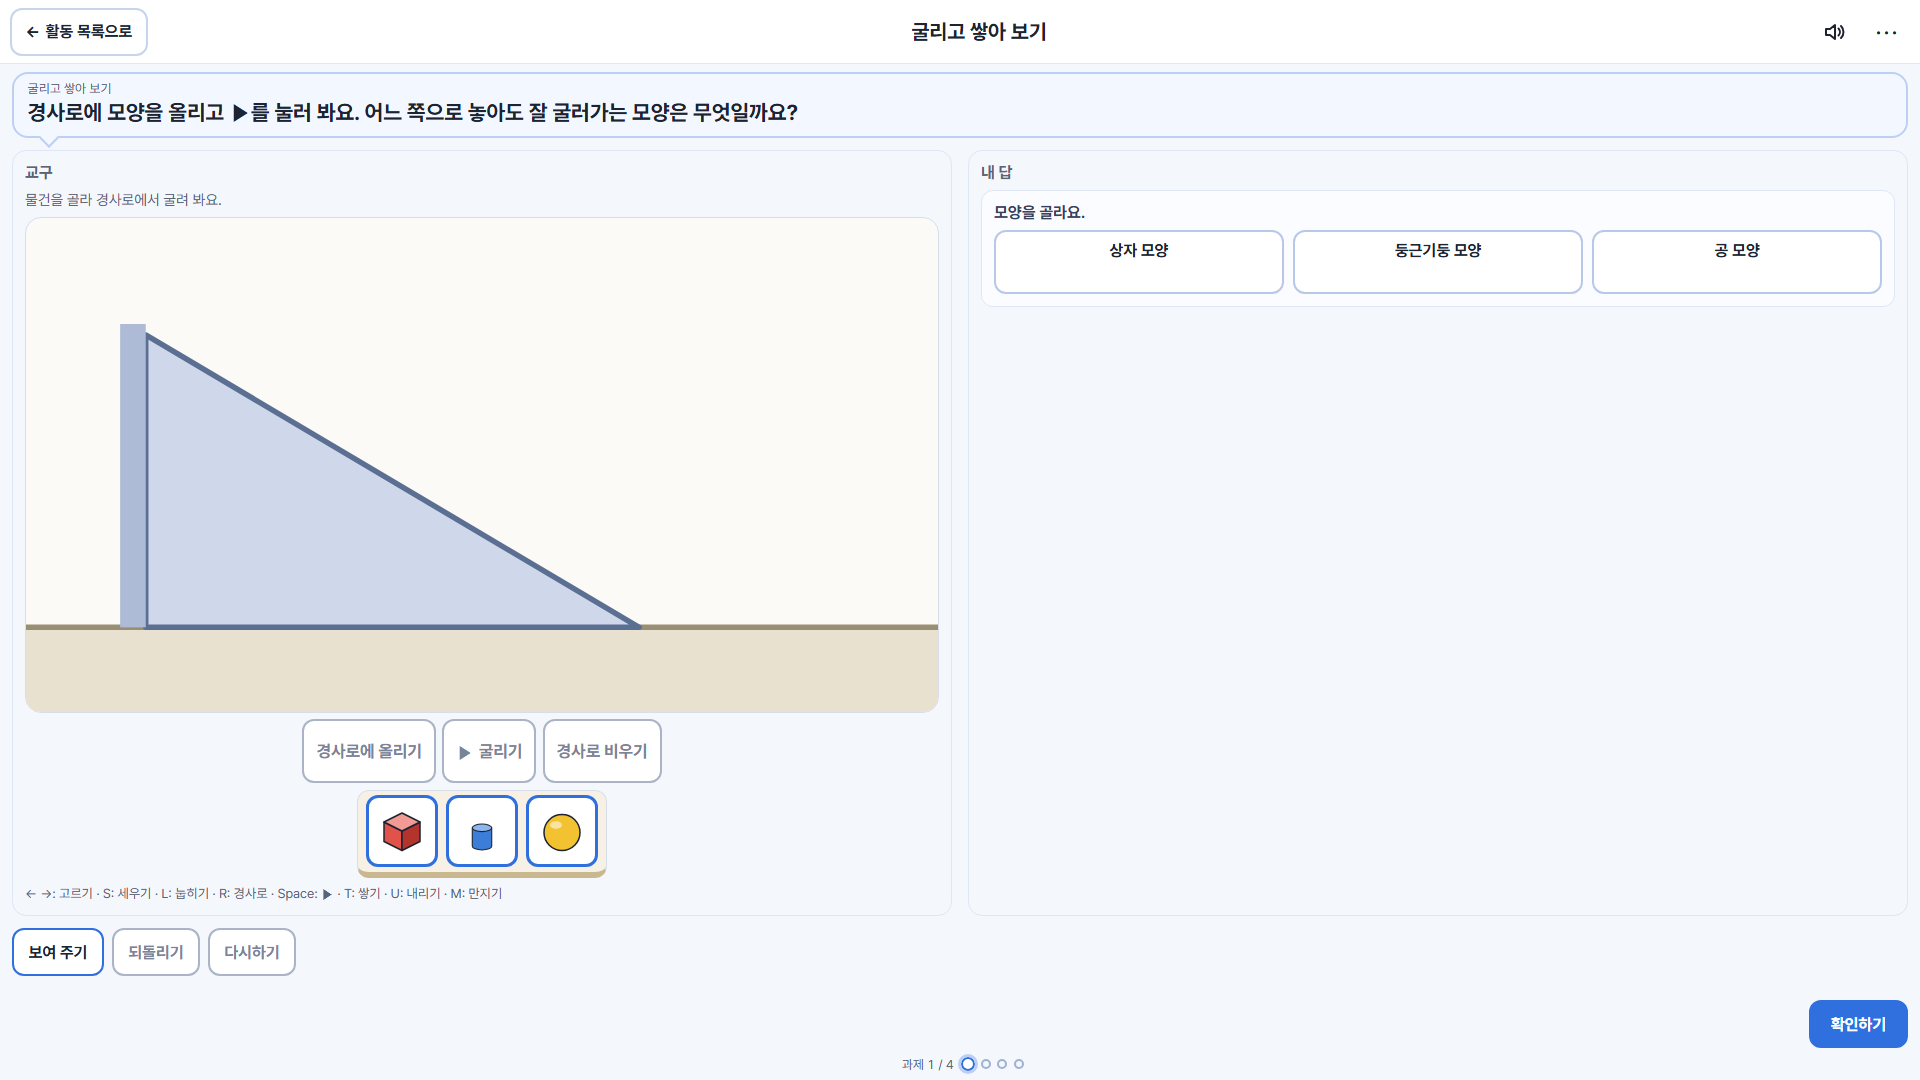 ← 활동 목록으로
굴리고 쌓아 보기
굴리고 쌓아 보기
경사로에 모양을 올리고 ▶를 눌러 봐요. 어느 쪽으로 놓아도 잘 굴러가는 모양은 무엇일까요?
교구
물건을 골라 경사로에서 굴려 봐요.
경사로에 올리기
▶ 굴리기
경사로 비우기
← →: 고르기 · S: 세우기 · L: 눕히기 · R: 경사로 · Space: ▶ · T: 쌓기 · U: 내리기 · M: 만지기
내 답
모양을 골라요.
상자 모양
둥근기둥 모양
공 모양
보여 주기
되돌리기
다시하기
확인하기
과제 1 / 4